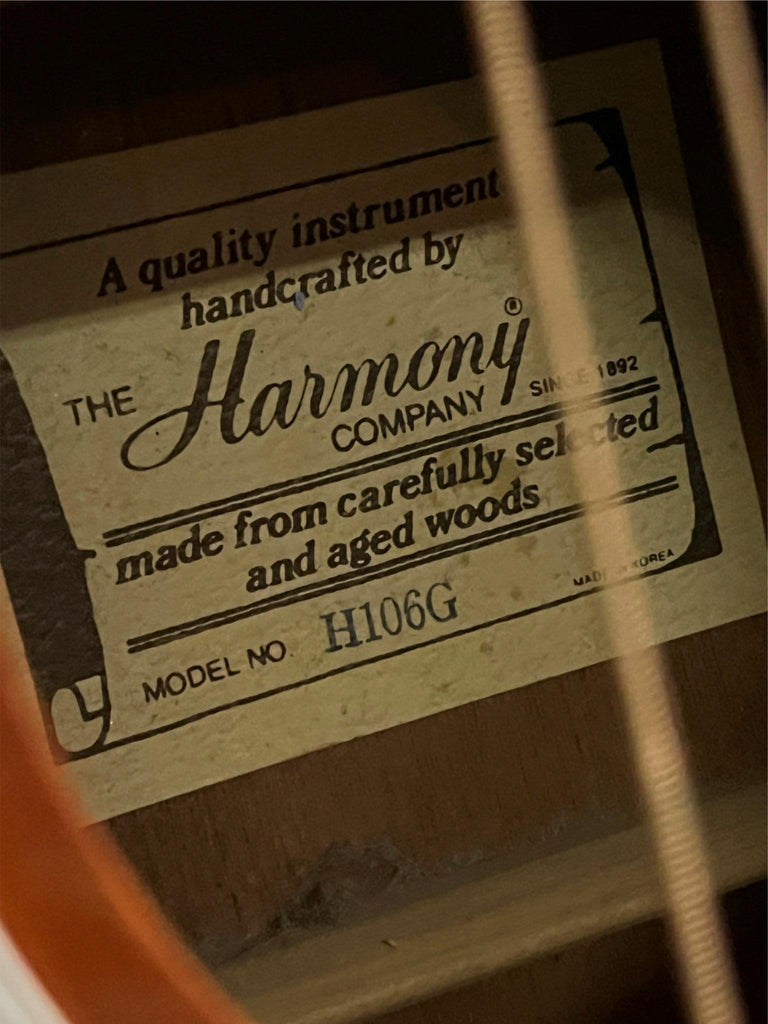 A quality instrument
handcrafted by
THE Harmony®
COMPANY SINCE 1892
made from carefully selected
and aged woods
MADE IN KOREA
MODEL NO. H106G